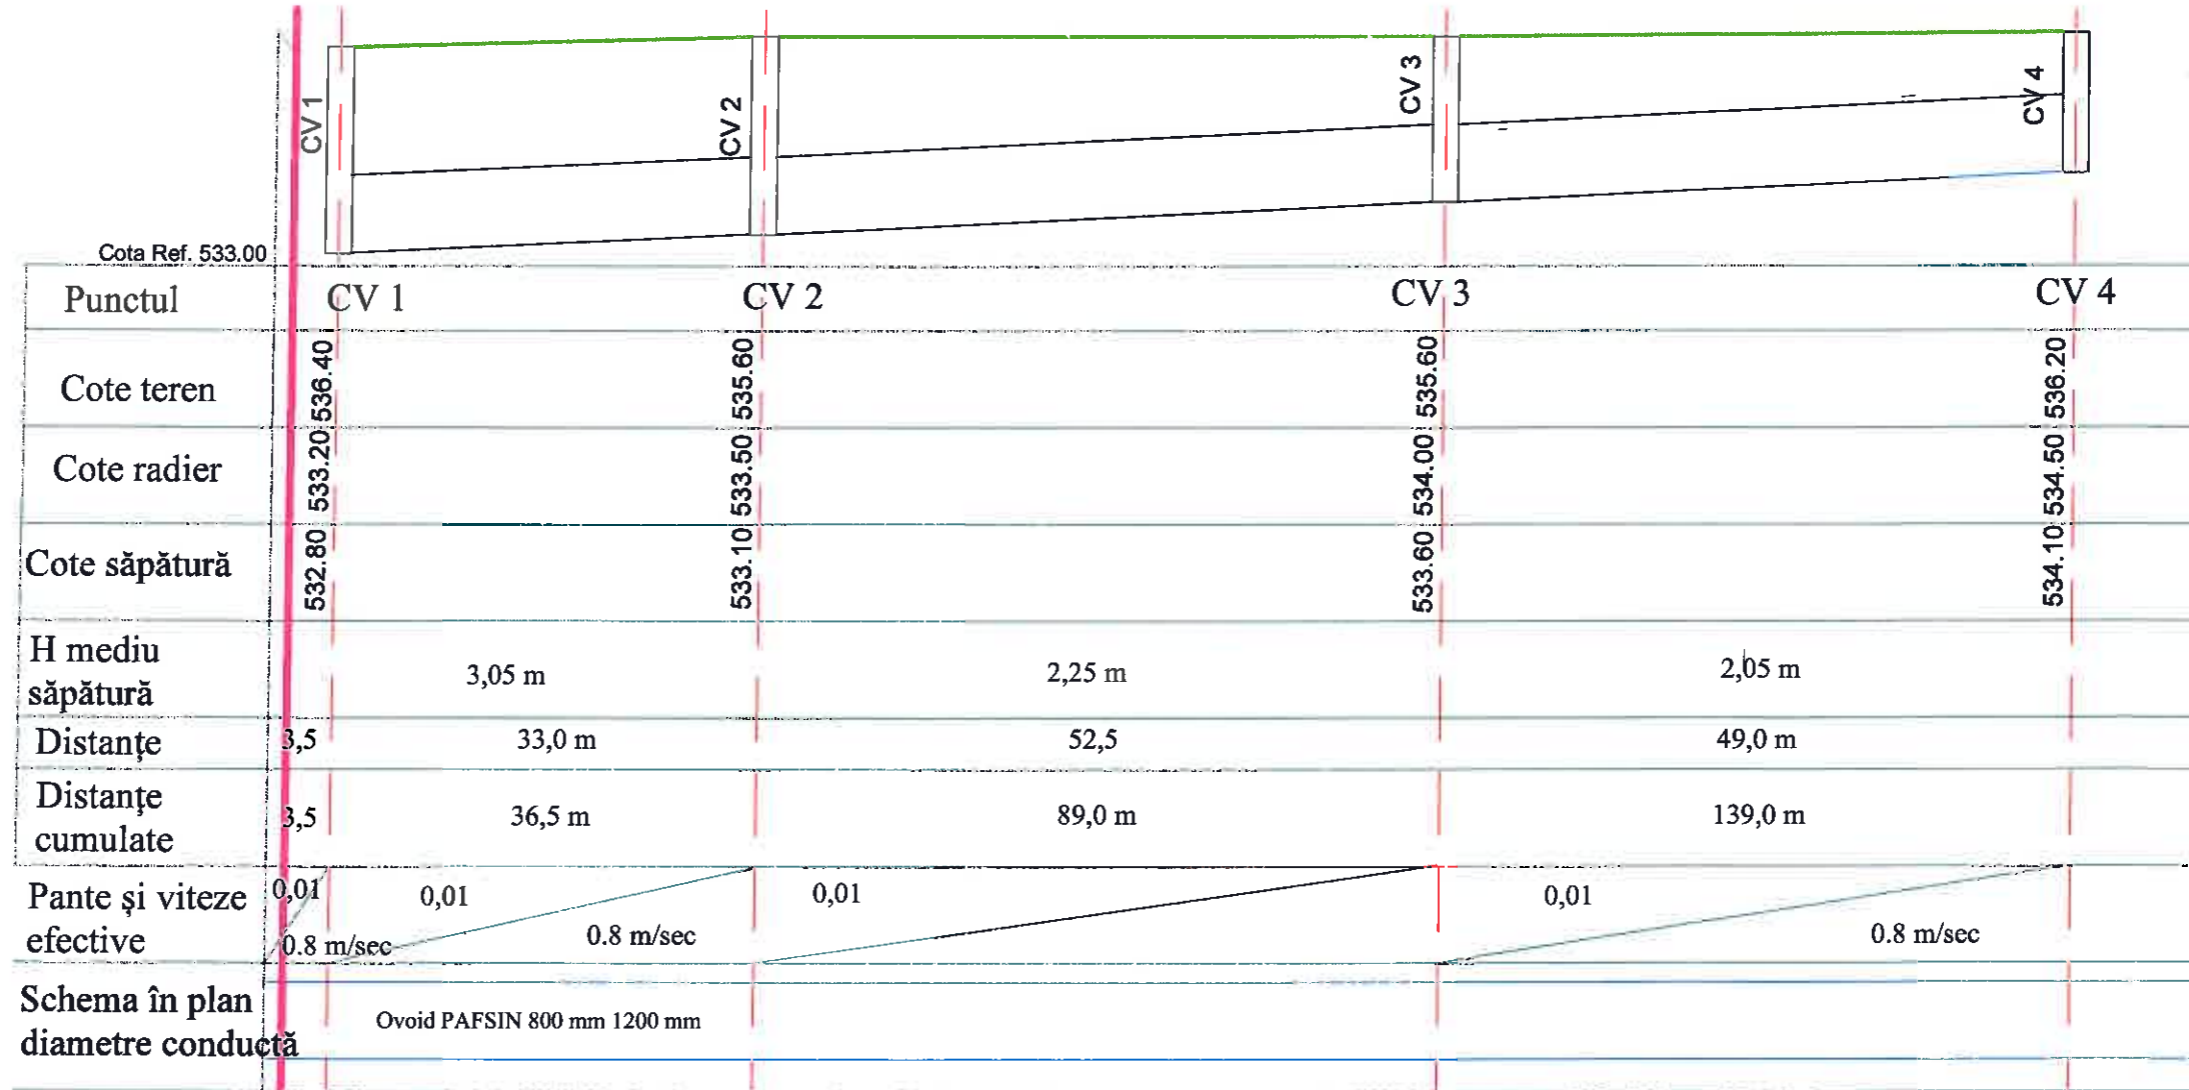 CV 1
CV 2
CV 3
CV 4
Cota Ref. 533.00
Punctul CV 1 CV 2 CV 3 CV 4
Cote teren 536.40 535.60 535.60 536.20
Cote radier 533.20 533.50 534.00 534.50
Cote săpătură 532.80 533.10 533.60 534.10
H mediu
săpătură
3,05 m 2,25 m 2,05 m
Distanțe 3,5 33,0 m 52,5 49,0 m
Distanțe
cumulate
3,5 36,5 m 89,0 m 139,0 m
Pante și viteze
efective
0,01 0,01 0,01 0,01
0.8 m/sec 0.8 m/sec 0.8 m/sec
Schema în plan
diametre conductă
Ovoid PAFSIN 800 mm 1200 mm